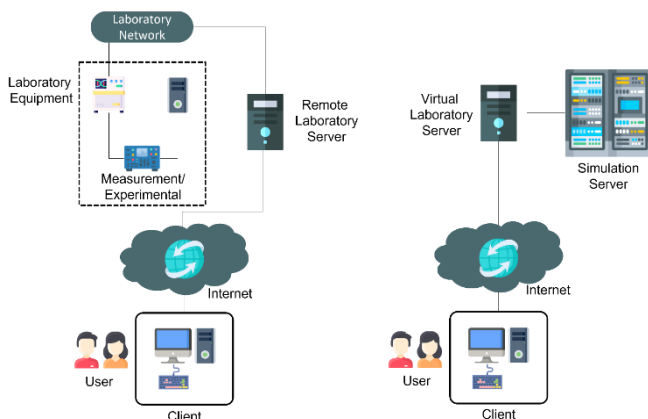 Laboratory
Network
Laboratory
Equipment
Measurement/
Experimental
Remote
Laboratory
Server
Internet
User
Client
Virtual
Laboratory
Server
Simulation
Server
Internet
User
Client